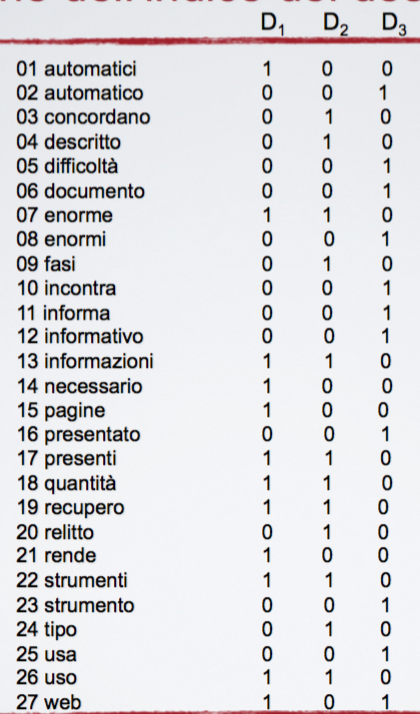 D1 D2 D3
01 automatici 1 0 0
02 automatico 0 0 1
03 concordano 0 1 0
04 descritto 0 1 0
05 difficoltà 0 0 1
06 documento 0 0 1
07 enorme 1 1 0
08 enormi 0 0 1
09 fasi 0 1 0
10 incontra 0 0 1
11 informa 0 0 1
12 informativo 0 0 1
13 informazioni 1 1 0
14 necessario 1 0 0
15 pagine 1 0 0
16 presentato 0 0 1
17 presenti 1 1 0
18 quantità 1 1 0
19 recupero 1 1 0
20 relitto 0 1 0
21 rende 1 0 0
22 strumenti 1 1 0
23 strumento 0 0 1
24 tipo 0 1 0
25 usa 0 0 1
26 uso 1 1 0
27 web 1 0 1